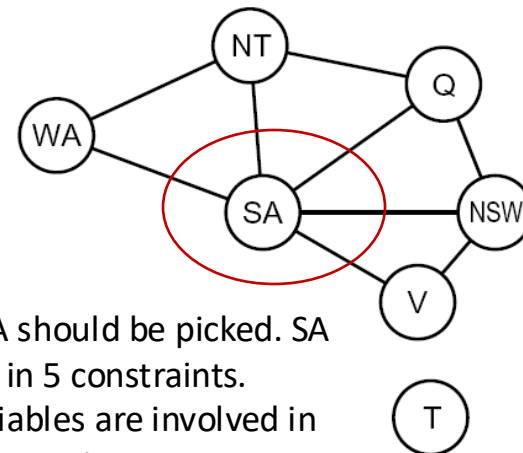 NT
Q
WA
SA
NSW
V
A should be picked. SA
in 5 constraints.
iables are involved in
T